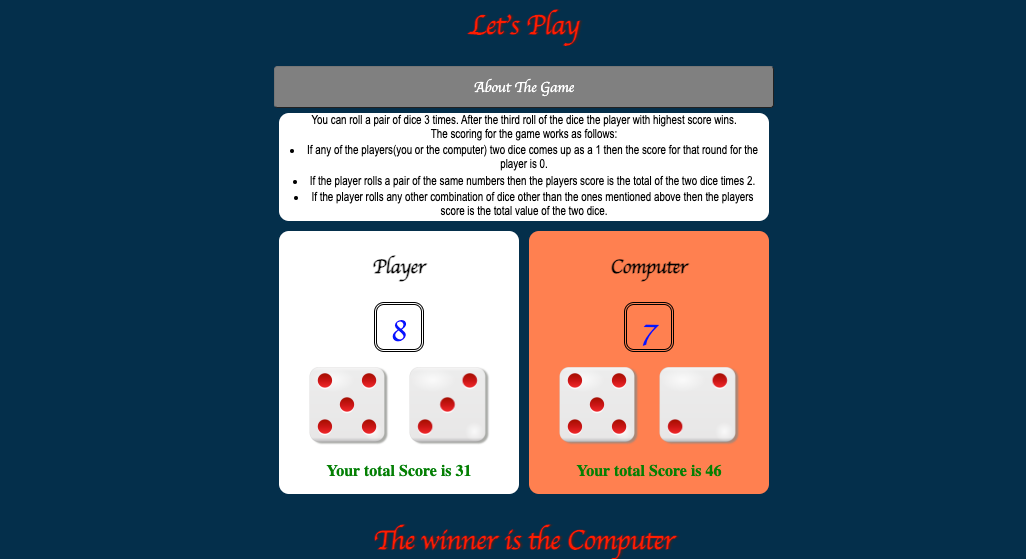 Let's Play
About The Game
You can roll a pair of dice 3 times. After the third roll of the dice the player with highest score wins.
The scoring for the game works as follows:
• If any of the players(you or the computer) two dice comes up as a 1 then the score for that round for the
player is 0.
• If the player rolls a pair of the same numbers then the players score is the total of the two dice times 2.
• If the player rolls any other combination of dice other than the ones mentioned above then the players
score is the total value of the two dice.
Player
8
Your total Score is 31
Computer
7
Your total Score is 46
The winner is the Computer